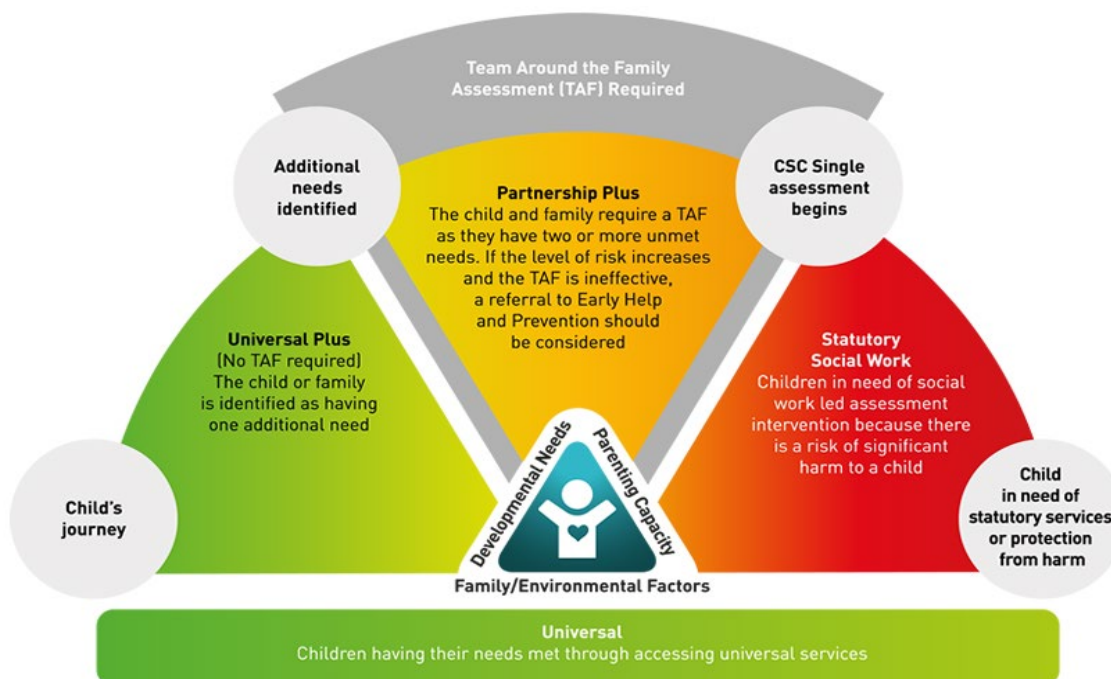 Team Around the Family
Assessment (TAF) Required
Additional
needs
identified
CSC Single
assessment
begins
Partnership Plus
The child and family require a TAF
as they have two or more unmet
needs. If the level of risk increases
and the TAF is ineffective,
a referral to Early Help
and Prevention should
be considered
Universal Plus
(No TAF required)
The child or family
is identified as having
one additional need
Statutory
Social Work
Children in need of social
work led assessment
intervention because there
is a risk of significant
harm to a child
Child's
journey
Developmental Needs
Parenting Capacity
Family/Environmental Factors
Child
in need of
statutory services
or protection
from harm
Universal
Children having their needs met through accessing universal services